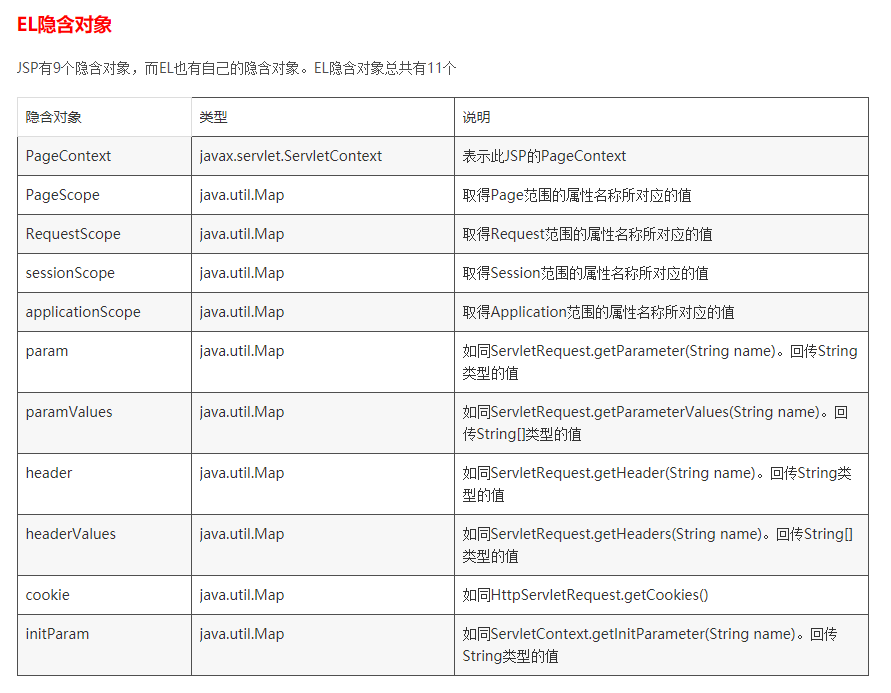 EL隐含对象
JSP有9个隐含对象，而EL也有自己的隐含对象。EL隐含对象总共有11个
隐含对象 类型 说明
PageContext javax.servlet.ServletContext 表示此JSP的PageContext
PageScope java.util.Map 取得Page范围的属性名称所对应的值
RequestScope java.util.Map 取得Request范围的属性名称所对应的值
sessionScope java.util.Map 取得Session范围的属性名称所对应的值
applicationScope java.util.Map 取得Application范围的属性名称所对应的值
param java.util.Map 如同ServletRequest.getParameter(String name)。回传String
类型的值
paramValues java.util.Map 如同ServletRequest.getParameterValues(String name)。回
传String[]类型的值
header java.util.Map 如同ServletRequest.getHeader(String name)。回传String类
型的值
headerValues java.util.Map 如同ServletRequest.getHeaders(String name)。回传String[]
类型的值
cookie java.util.Map 如同HttpServletRequest.getCookies()
initParam java.util.Map 如同ServletContext.getInitParameter(String name)。回传
String类型的值